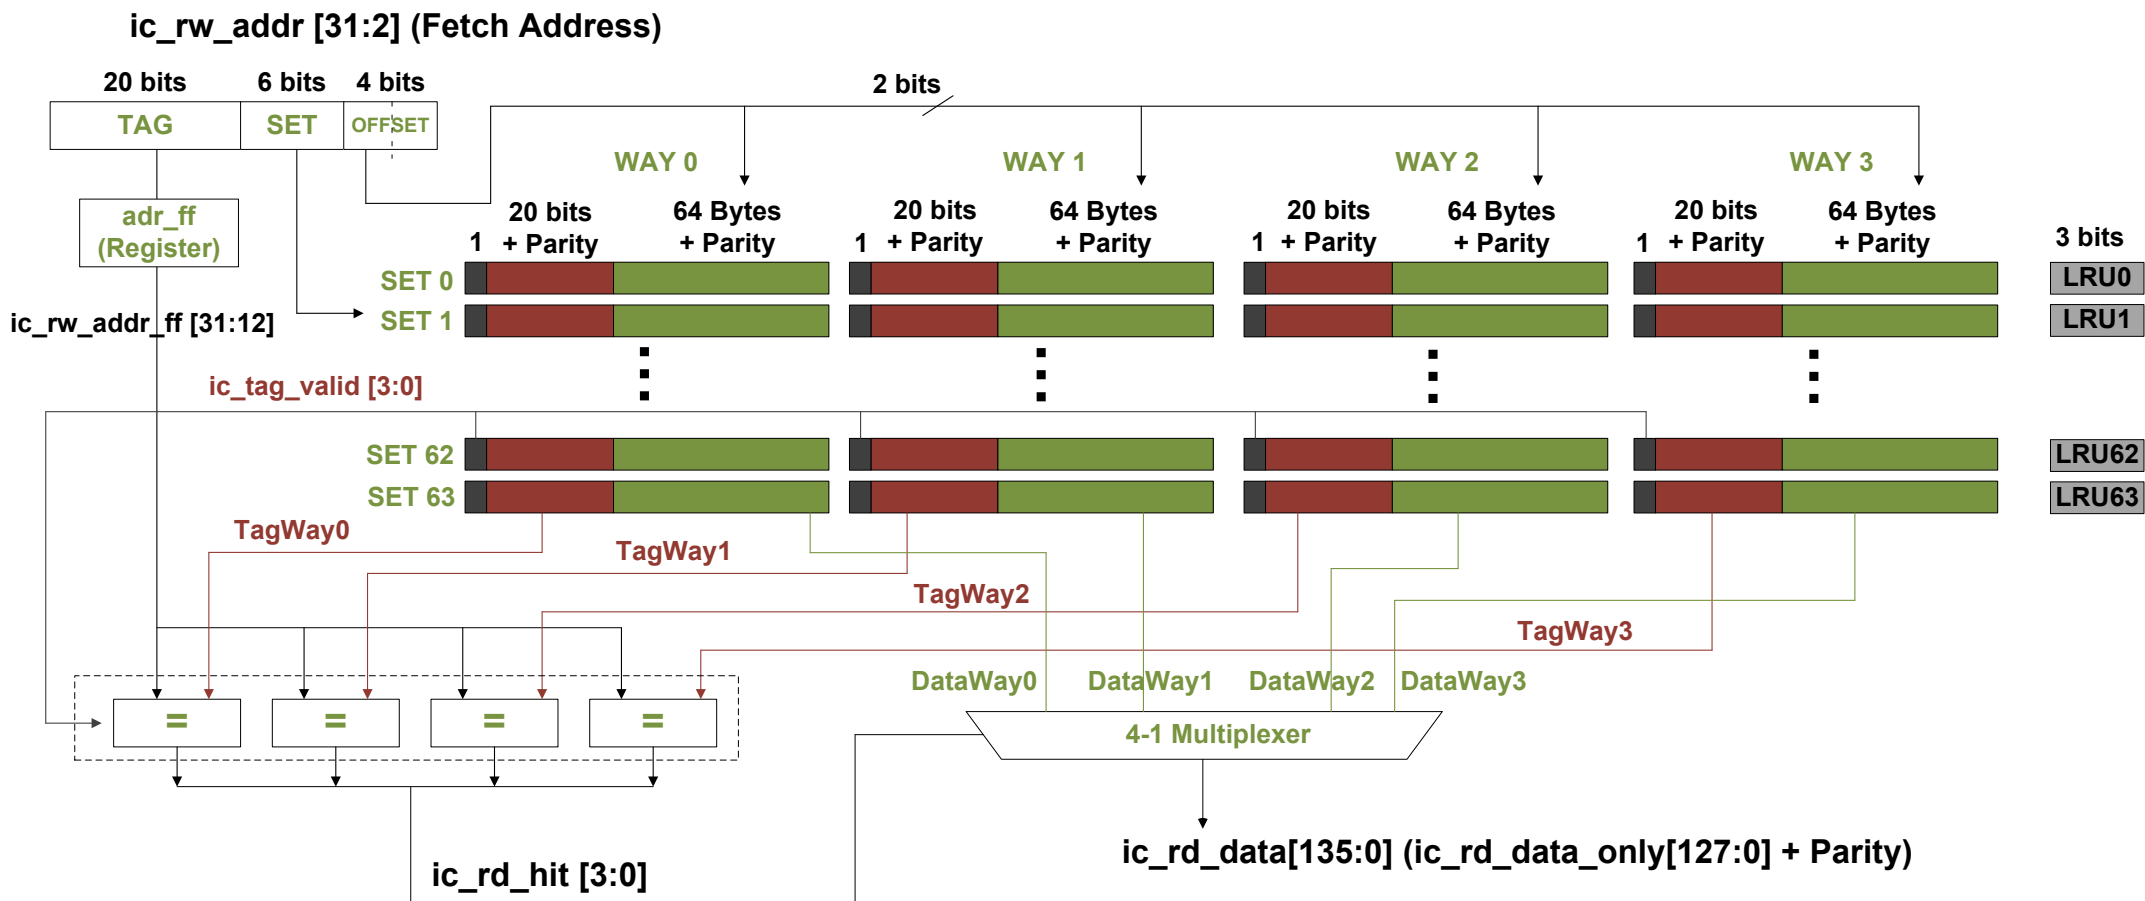 ic_rw_addr [31:2] (Fetch Address)
20 bits 6 bits 4 bits
2 bits
TAG SET OFFSET
WAY 0 WAY 1 WAY 2 WAY 3
adr_ff
(Register)
20 bits 64 Bytes 20 bits 64 Bytes 20 bits 64 Bytes 20 bits 64 Bytes 3 bits
1 + Parity + Parity 1 + Parity + Parity 1 + Parity + Parity 1 + Parity + Parity
SET 0 LRU0
SET 1 LRU1
ic_rw_addr_ff [31:12]
ic_tag_valid [3:0]
SET 62 LRU62
SET 63 LRU63
TagWay0
TagWay1
TagWay2
TagWay3
DataWay0 DataWay1 DataWay2 DataWay3
= = = =
4-1 Multiplexer
ic_rd_data[135:0] (ic_rd_data_only[127:0] + Parity)
ic_rd_hit [3:0]